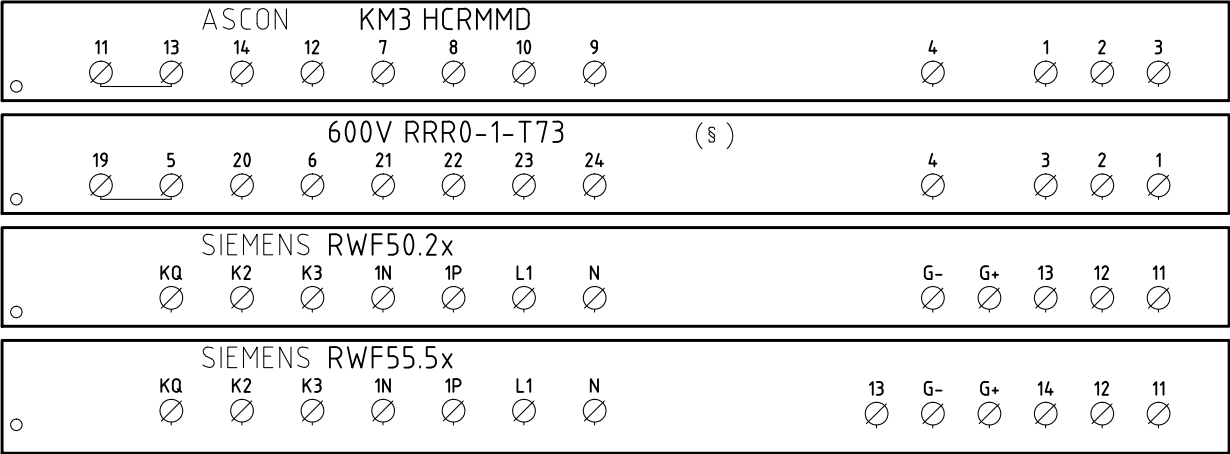 ASCON KM3 HCRMMD
11 13 14 12 7 8 10 9 4 1 2 3
600V RRR0-1-T73 (§)
19 5 20 6 21 22 23 24 4 3 2 1
SIEMENS RWF50.2x
KQ K2 K3 1N 1P L1 N G- G+ 13 12 11
SIEMENS RWF55.5x
KQ K2 K3 1N 1P L1 N 13 G- G+ 14 12 11